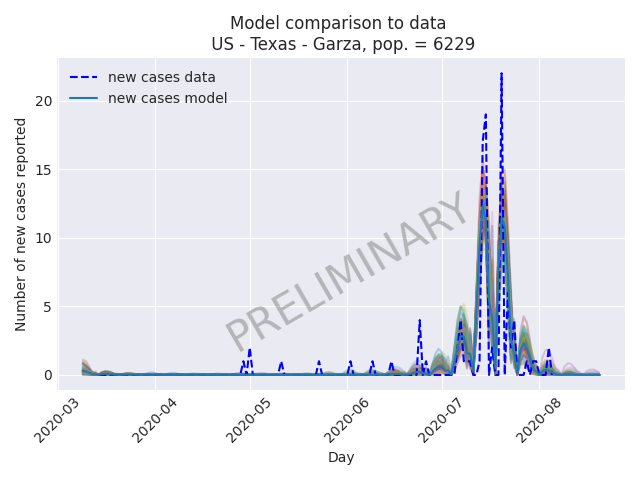 Model comparison to data
US - Texas - Garza, pop. = 6229
new cases data
new cases model
Number of new cases reported
20
15
10
5
0
PRELIMINARY
2020-03
2020-04
2020-05
2020-06
2020-07
2020-08
Day